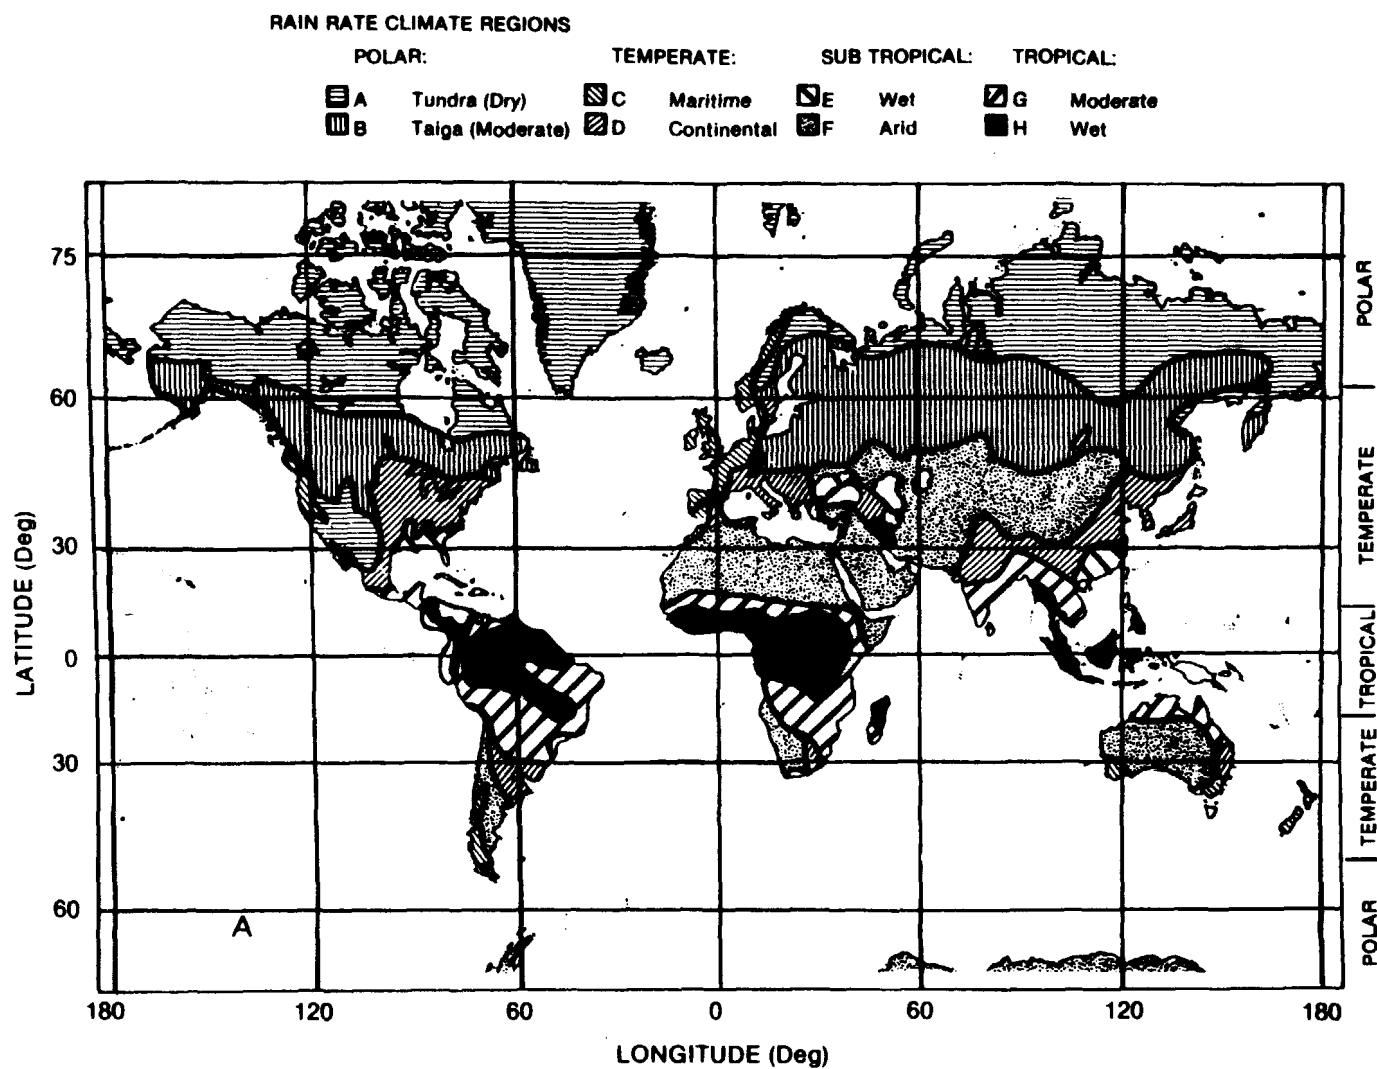 RAIN RATE CLIMATE REGIONS
POLAR: TEMPERATE: SUB TROPICAL: TROPICAL:
A Tundra (Dry) C Maritime E Wet G Moderate
B Taiga (Moderate) D Continental F Arid H Wet
75
60
30
0
30
60
LATITUDE (Deg)
POLAR
TEMPERATE
TROPICAL
TEMPERATE
POLAR
A
180 120 60 0 60 120 180
LONGITUDE (Deg)